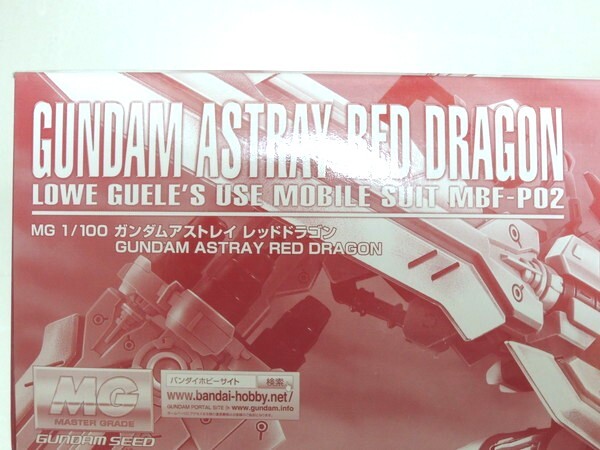 GUNDAM ASTRAY RED DRAGON
LOWE GUELE'S USE MOBILE SUIT MBF-P02
MG 1/100 ガンダムアストレイ レッドドラゴン
GUNDAM ASTRAY RED DRAGON
MG
MASTER GRADE
GUNDAM SEED
バンダイホビーサイト 検索
www.bandai-hobby.net/
GUNDAM PORTAL SITE www.gundam.info